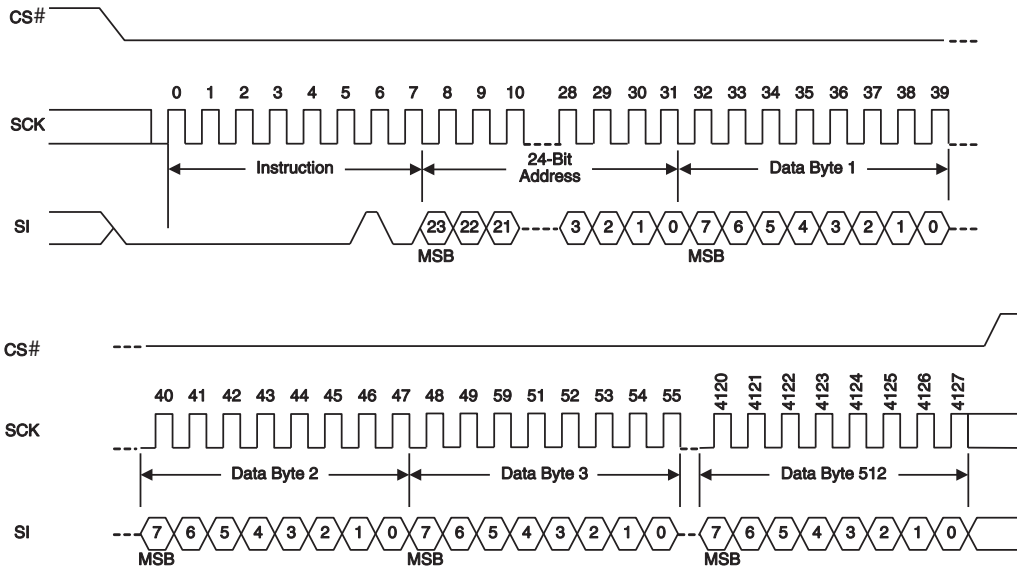 CS#
0 1 2 3 4 5 6 7 8 9 10 28 29 30 31 32 33 34 35 36 37 38 39
SCK
Instruction 24-Bit Address Data Byte 1
SI 23 22 21 3 2 1 0 7 6 5 4 3 2 1 0
MSB MSB
CS#
40 41 42 43 44 45 46 47 48 49 59 51 52 53 54 55 4120 4121 4122 4123 4124 4125 4126 4127
SCK
Data Byte 2 Data Byte 3 Data Byte 512
SI 7 6 5 4 3 2 1 0 7 6 5 4 3 2 1 0 7 6 5 4 3 2 1 0
MSB MSB MSB